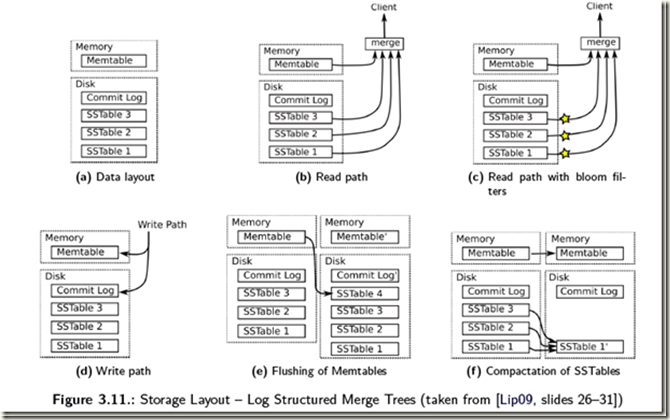 Memory
Memtable
Disk
Commit Log
SSTable 3
SSTable 2
SSTable 1
(a) Data layout
Client
merge
Memory
Memtable
Disk
Commit Log
SSTable 3
SSTable 2
SSTable 1
(b) Read path
Client
merge
Memory
Memtable
Disk
Commit Log
SSTable 3
SSTable 2
SSTable 1
(c) Read path with bloom fil-
ters
Write Path
Memory
Memtable
Disk
Commit Log
SSTable 3
SSTable 2
SSTable 1
(d) Write path
Memory
Memtable
Disk
Commit Log
SSTable 3
SSTable 2
SSTable 1
Memory
Memtable'
Disk
Commit Log'
SSTable 4
SSTable 3
SSTable 2
SSTable 1
(e) Flushing of Memtables
Memory
Memtable
Disk
Commit Log
SSTable 3
SSTable 2
SSTable 1
Memory
Memtable
Disk
Commit Log
SSTable 1'
(f) Compactation of SSTables
Figure 3.11.: Storage Layout – Log Structured Merge Trees (taken from [Lip09, slides 26–31])